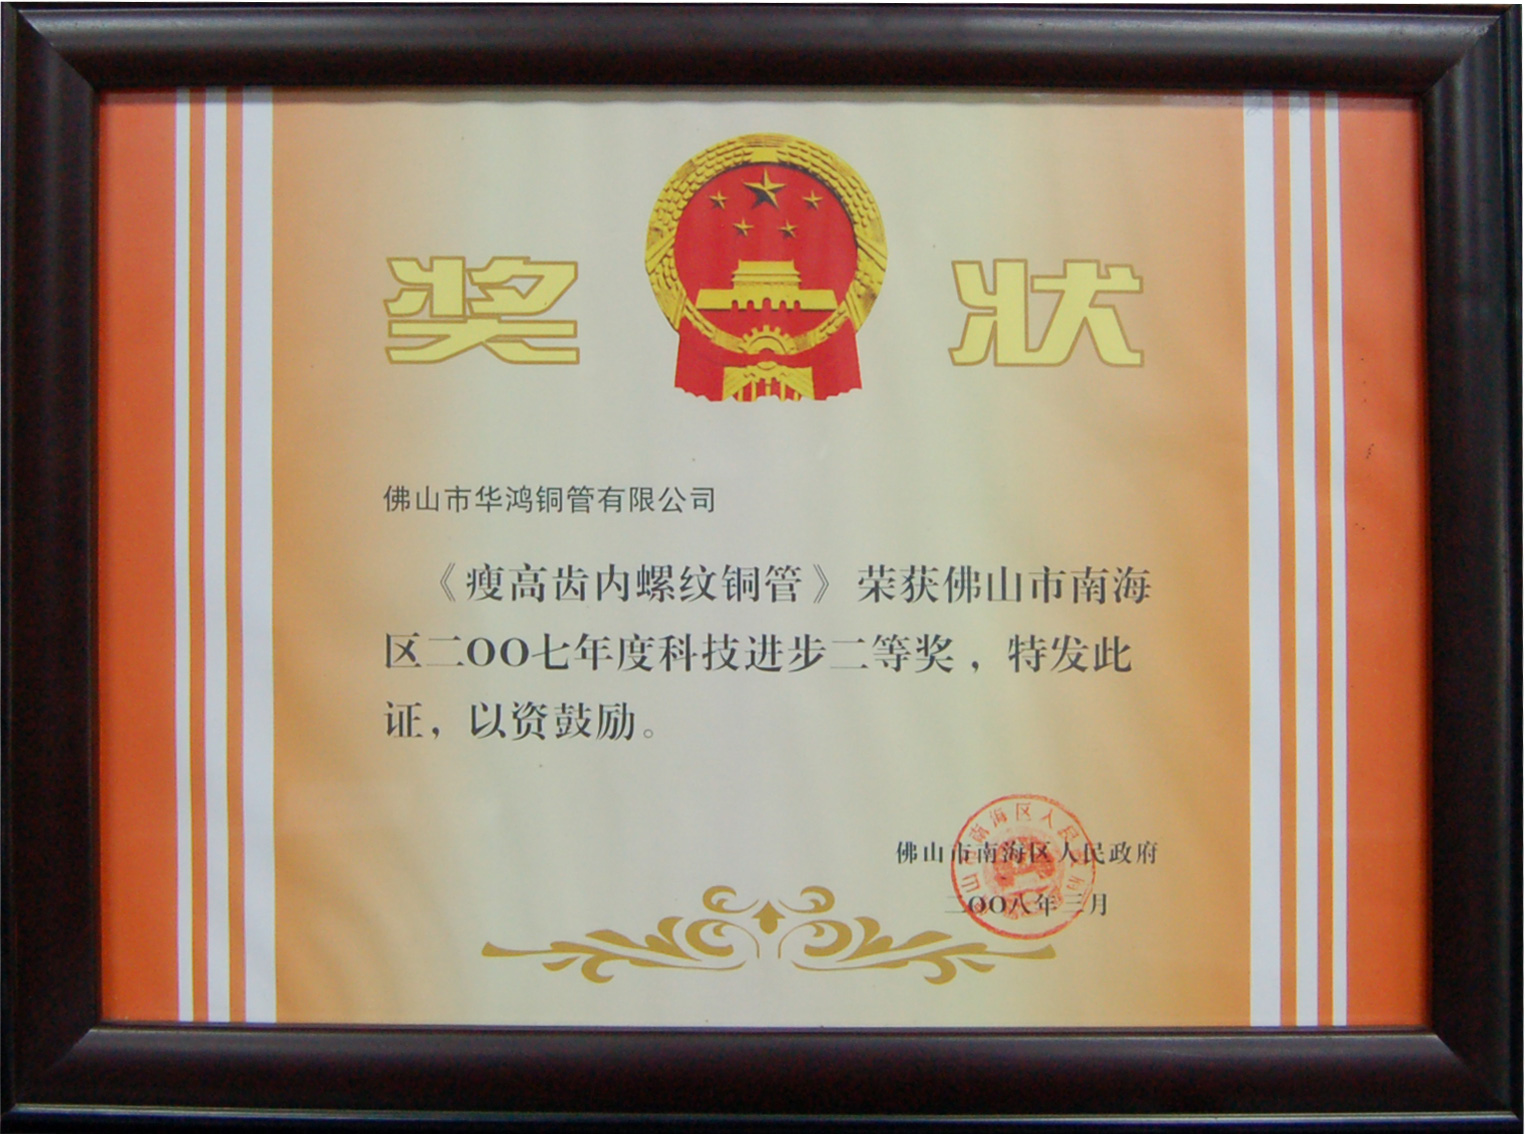 奖状
佛山市华鸿铜管有限公司
《瘦高齿内螺纹铜管》荣获佛山市南海
区二OO七年度科技进步二等奖，特发此
证，以资鼓励。
佛山市南海区人民政府
二OO八年三月